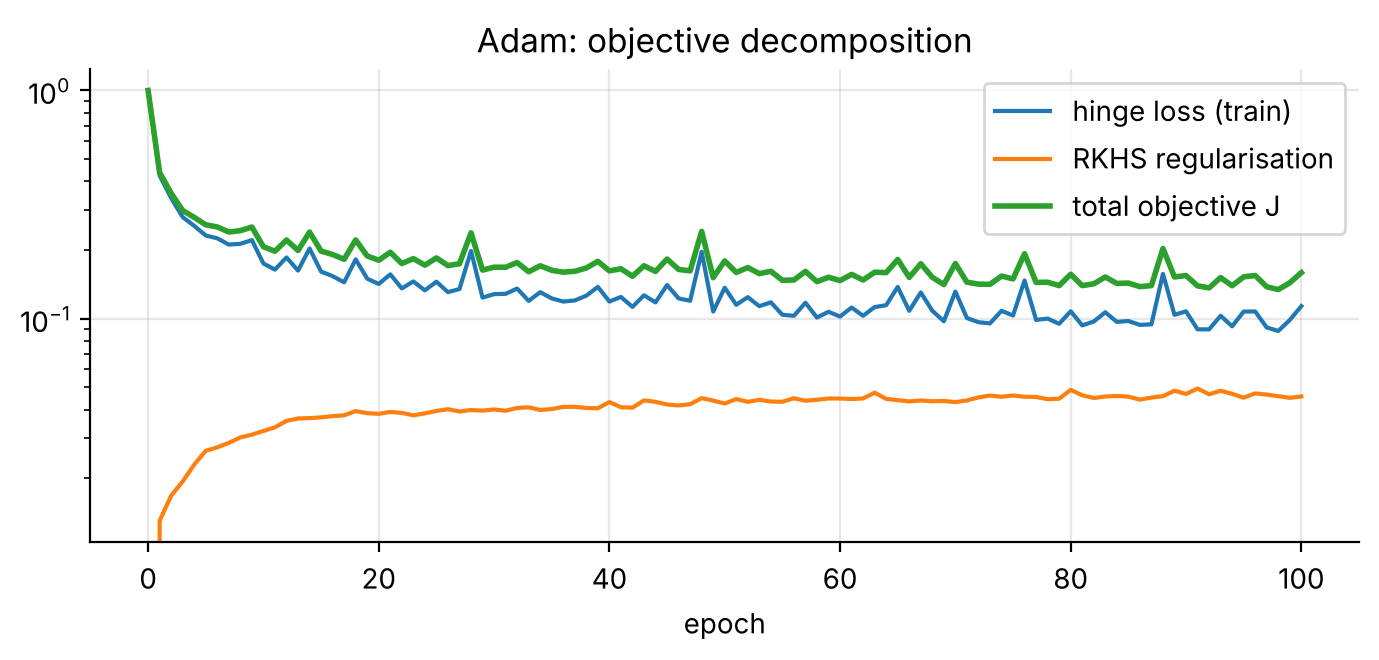 Adam: objective decomposition
10⁰
10⁻¹
hinge loss (train)
RKHS regularisation
total objective J
0 20 40 60 80 100
epoch